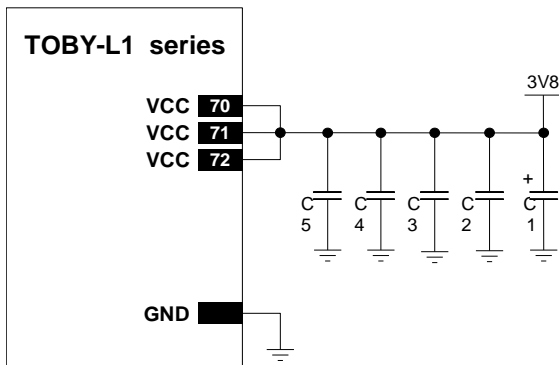 TOBY-L1 series
3V8
VCC 70
VCC 71
VCC 72
+
C C C C C
5 4 3 2 1
GND